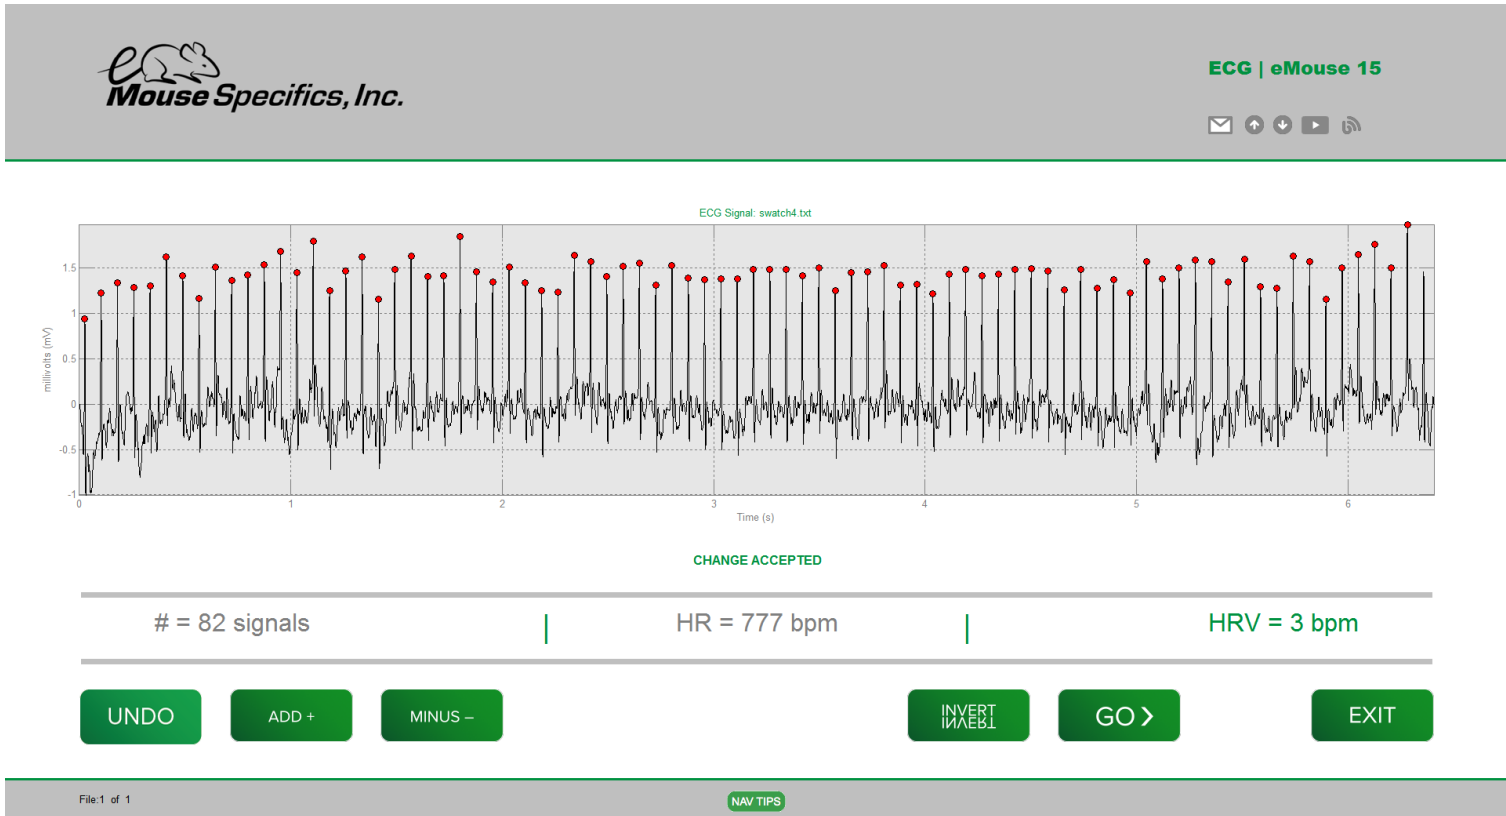 e
Mouse Specifics, Inc.
ECG | eMouse 15
ECG Signal: swatch4.txt
millivolts (mV)
1.5
1
0.5
0
-0.5
-1
0 1 2 3 4 5 6
Time (s)
CHANGE ACCEPTED
# = 82 signals | HR = 777 bpm | HRV = 3 bpm
UNDO ADD + MINUS – INVERT INVERT GO > EXIT
File:1 of 1
NAV TIPS